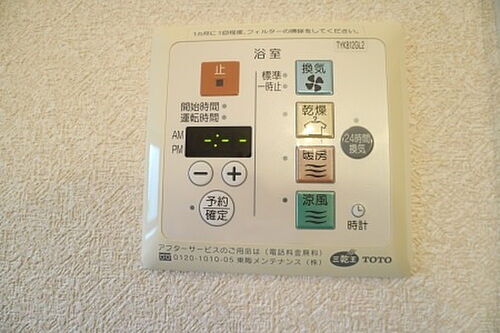 1ヵ月に1回程度、フィルターの掃除をしてください。
浴室
TYK812GL2
止
標準
一時止
換気
開始時間
運転時間
乾燥
AM
PM
-:--
24時間
換気
暖房
予約
確定
涼風
時計
アフターサービスのご用品は(電話料金無料)
0120-1010-05 東陶メンテナンス(株)
三乾王 TOTO